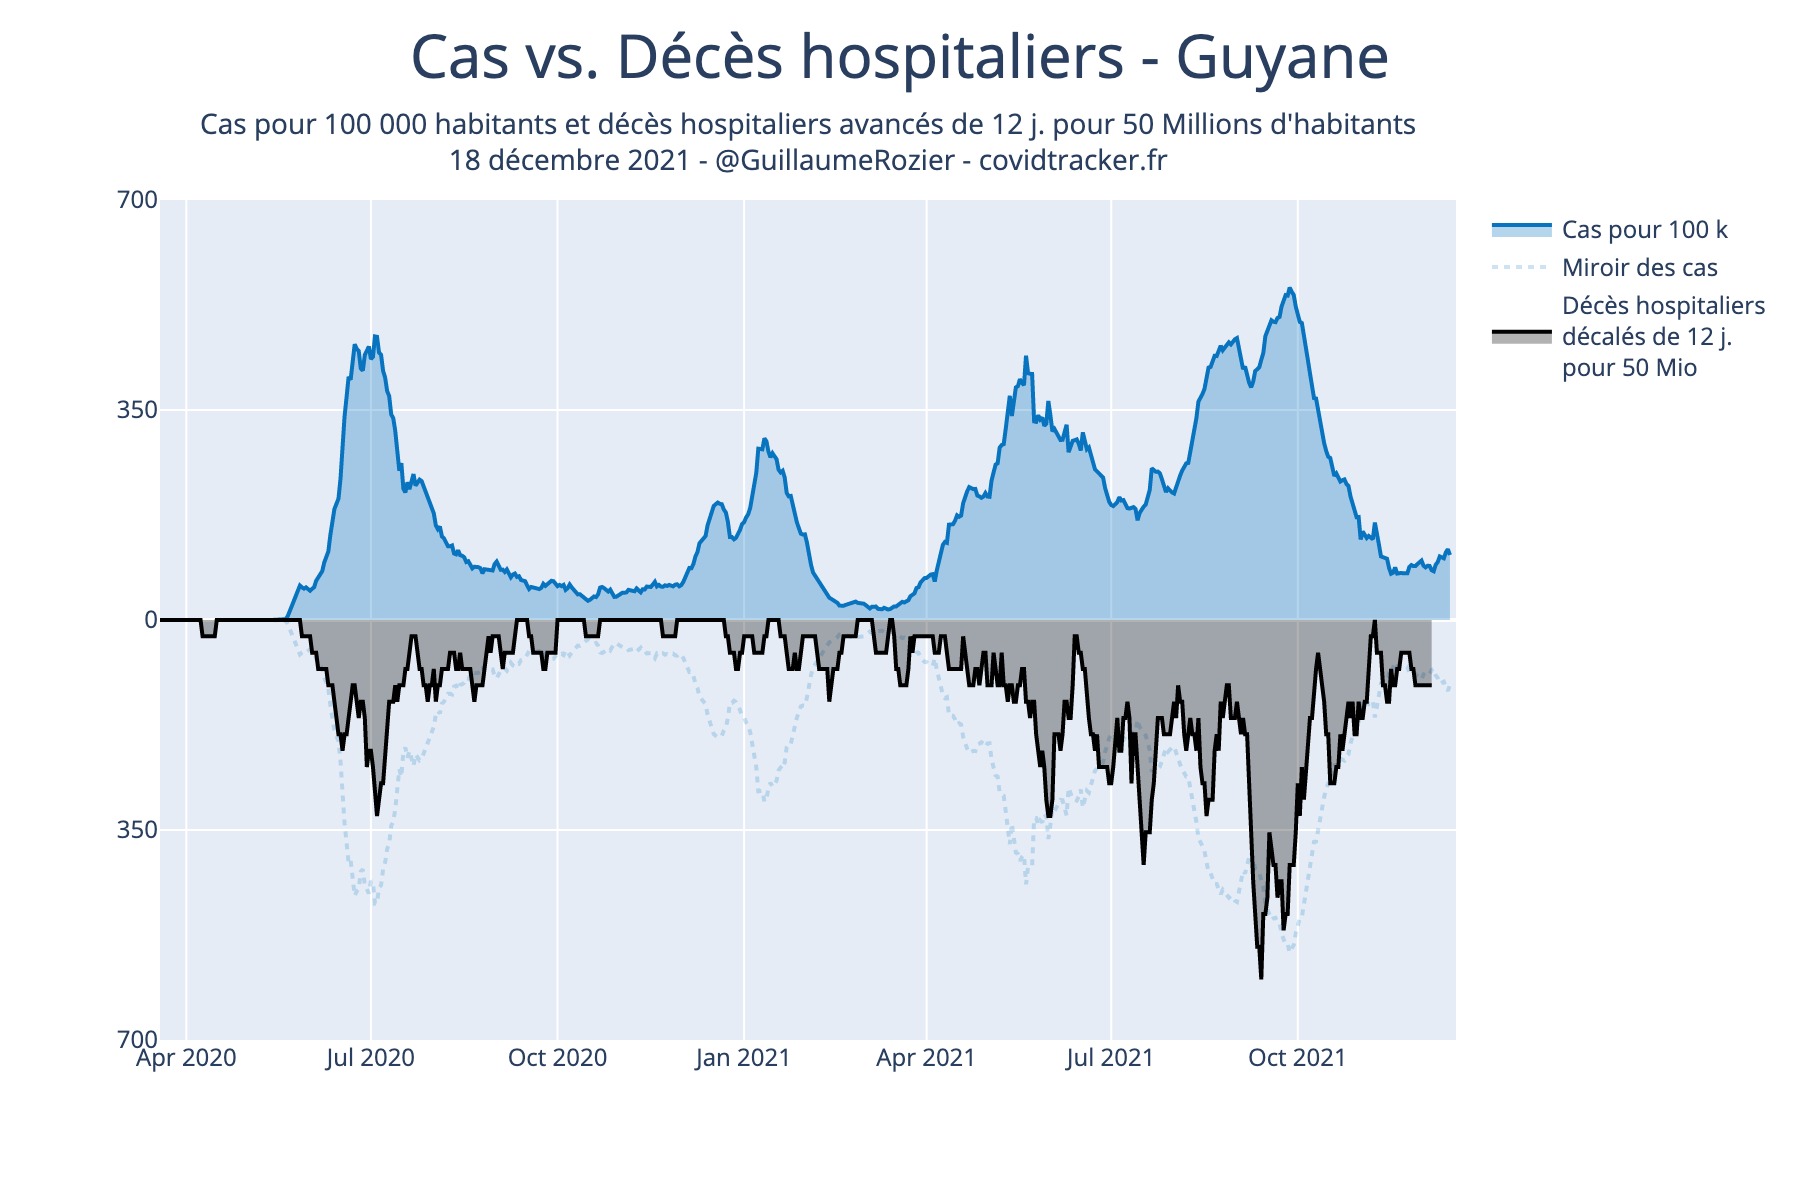 Cas vs. Décès hospitaliers - Guyane
Cas pour 100 000 habitants et décès hospitaliers avancés de 12 j. pour 50 Millions d'habitants
18 décembre 2021 - @GuillaumeRozier - covidtracker.fr
700
350
0
350
700
Apr 2020
Jul 2020
Oct 2020
Jan 2021
Apr 2021
Jul 2021
Oct 2021
Cas pour 100 k
Miroir des cas
Décès hospitaliers
décalés de 12 j.
pour 50 Mio